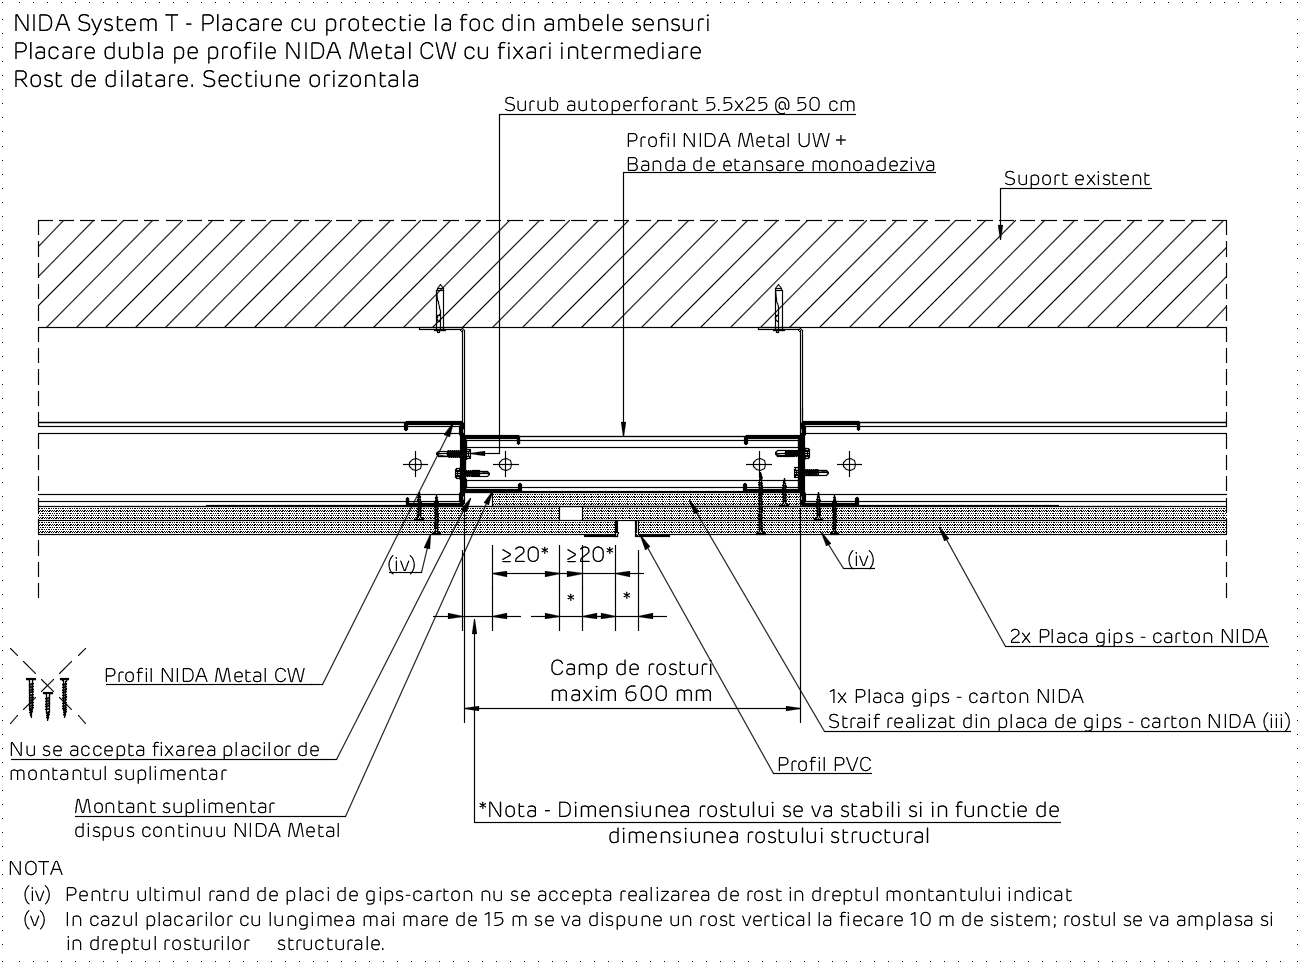 NIDA System T - Placare cu protectie la foc din ambele sensuri
Placare dubla pe profile NIDA Metal CW cu fixari intermediare
Rost de dilatare. Sectiune orizontala
Surub autoperforant 5.5x25 @ 50 cm
Profil NIDA Metal UW +
Banda de etansare monoadeziva
Suport existent
(iv)
≥20*
≥20*
(iv)
*
*
2x Placa gips - carton NIDA
Profil NIDA Metal CW
Camp de rosturi
maxim 600 mm
1x Placa gips - carton NIDA
Straif realizat din placa de gips - carton NIDA (iii)
Nu se accepta fixarea placilor de
montantul suplimentar
Profil PVC
Montant suplimentar
dispus continuu NIDA Metal
*Nota - Dimensiunea rostului se va stabili si in functie de
dimensiunea rostului structural
NOTA
(iv) Pentru ultimul rand de placi de gips-carton nu se accepta realizarea de rost in dreptul montantului indicat
(v) In cazul placarilor cu lungimea mai mare de 15 m se va dispune un rost vertical la fiecare 10 m de sistem; rostul se va amplasa si
in dreptul rosturilor structurale.